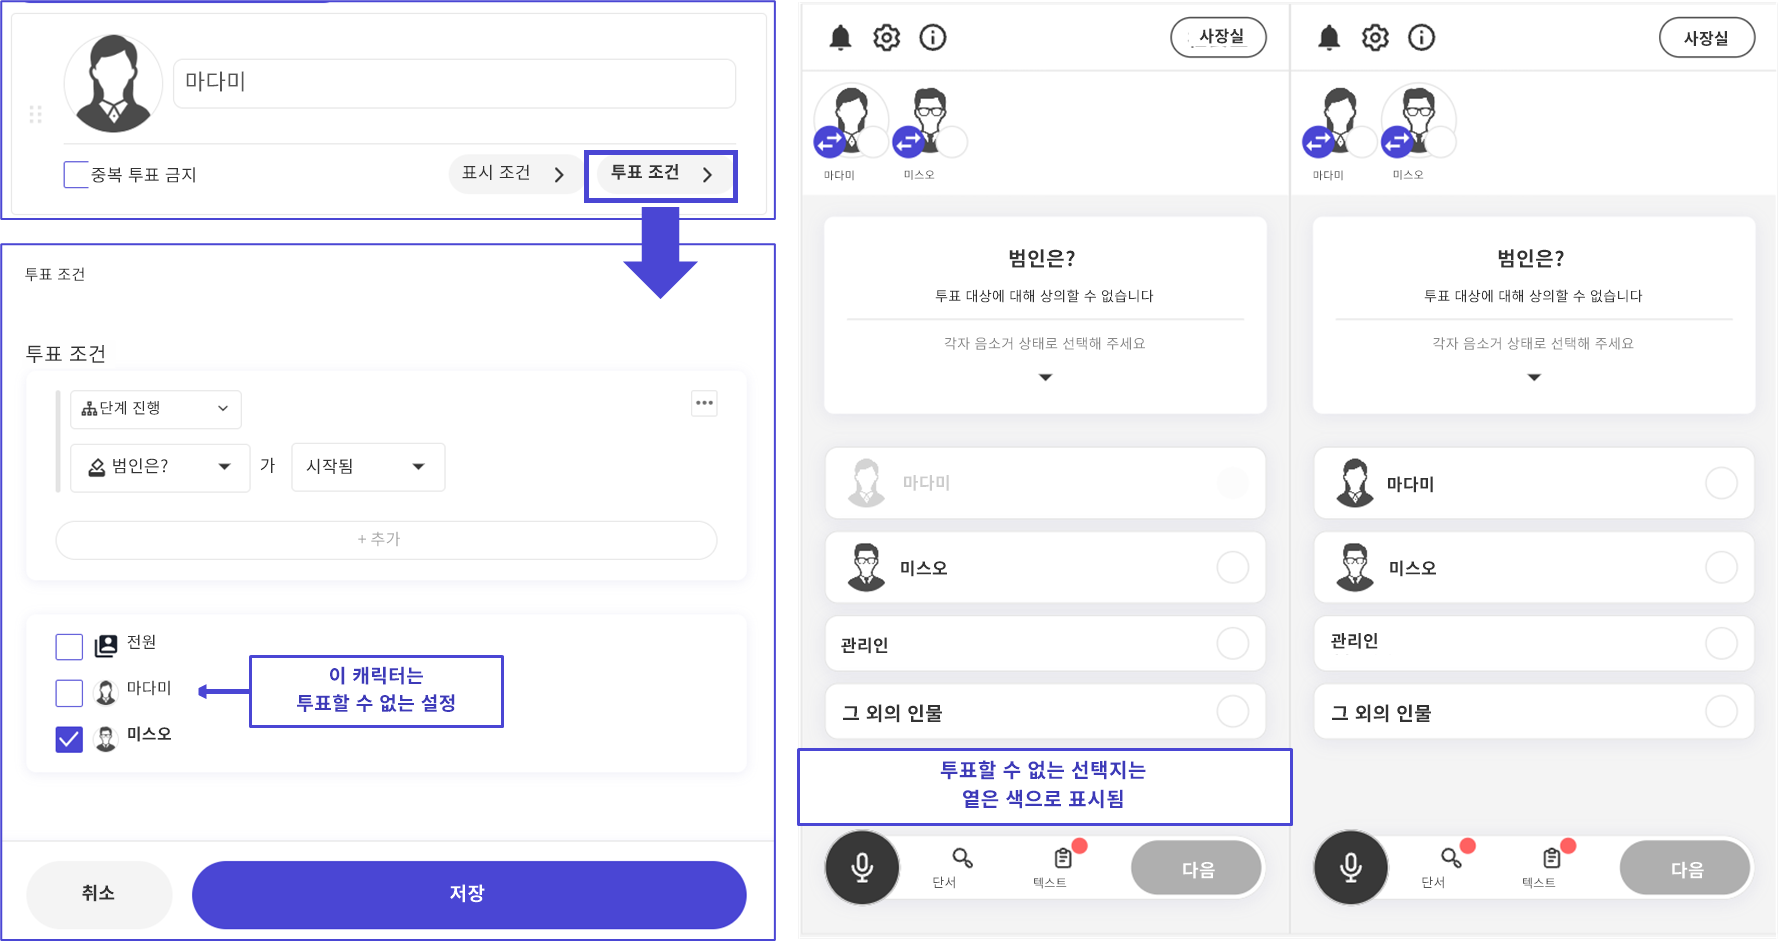 마다미
중복 투표 금지
표시 조건
투표 조건
투표 조건
투표 조건
단계 진행
범인은?
가
시작됨
+ 추가
전원
마다미
미스오
이 캐릭터는
투표할 수 없는 설정
취소
저장
사장실
마다미
미스오
범인은?
투표 대상에 대해 상의할 수 없습니다
각자 음소거 상태로 선택해 주세요
마다미
미스오
관리인
그 외의 인물
투표할 수 없는 선택지는
옅은 색으로 표시됨
단서
텍스트
다음
사장실
마다미
미스오
범인은?
투표 대상에 대해 상의할 수 없습니다
각자 음소거 상태로 선택해 주세요
마다미
미스오
관리인
그 외의 인물
단서
텍스트
다음